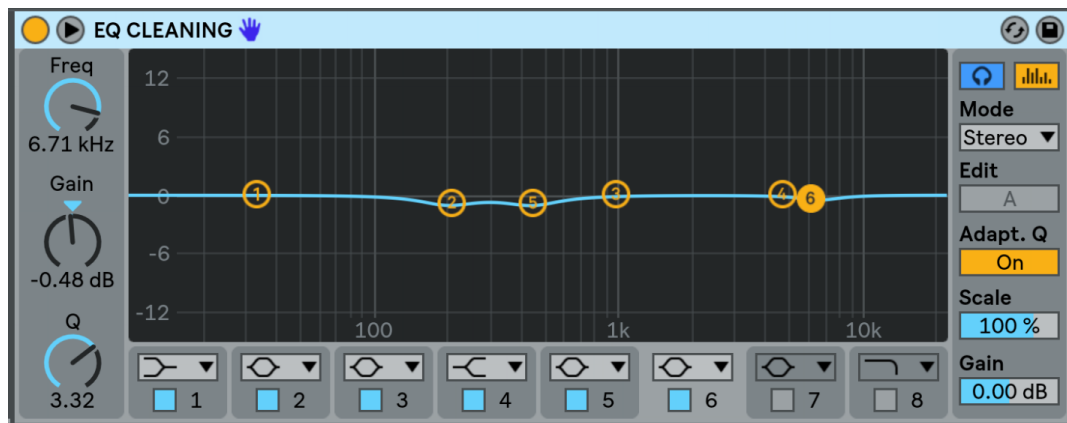 EQ CLEANING
Freq
6.71 kHz
Gain
-0.48 dB
Q
3.32
12
6
0
-6
-12
100
1k
10k
1
2
5
3
4
6
1
2
3
4
5
6
7
8
Mode
Stereo
Edit
A
Adapt. Q
On
Scale
100 %
Gain
0.00 dB